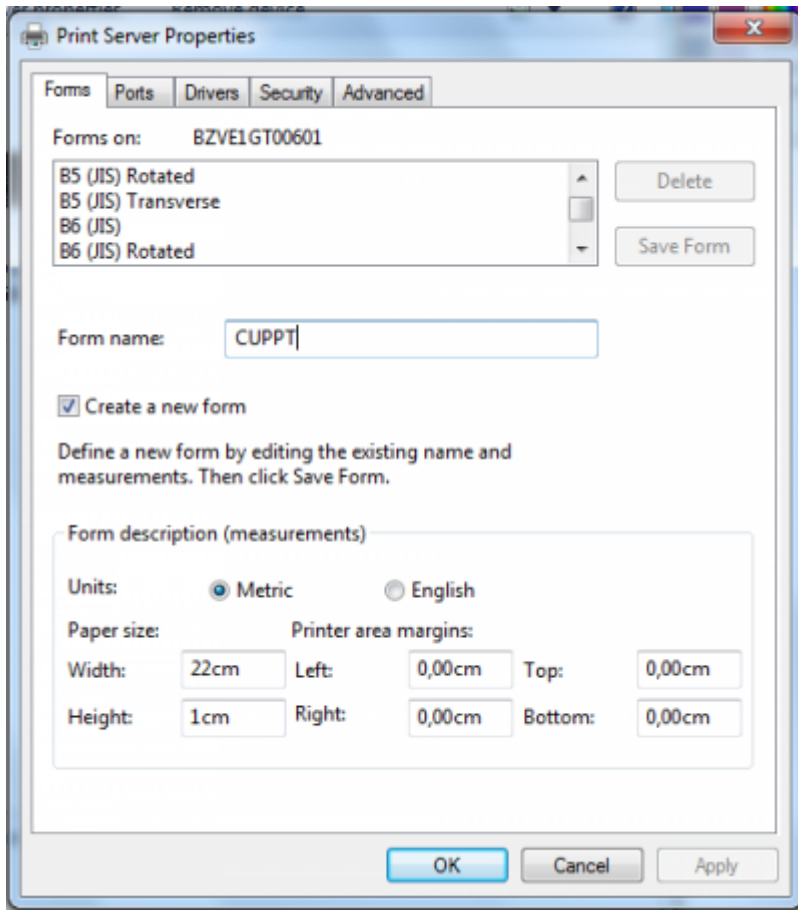 Remove device
Print Server Properties
Forms Ports Drivers Security Advanced
Forms on: BZVE1GT00601
B5 (JIS) Rotated
B5 (JIS) Transverse
B6 (JIS)
B6 (JIS) Rotated
Delete
Save Form
Form name: CUPPT
Create a new form
Define a new form by editing the existing name and
measurements. Then click Save Form.
Form description (measurements)
Units: Metric English
Paper size: Printer area margins:
Width: 22cm Left: 0,00cm Top: 0,00cm
Height: 1cm Right: 0,00cm Bottom: 0,00cm
OK Cancel Apply